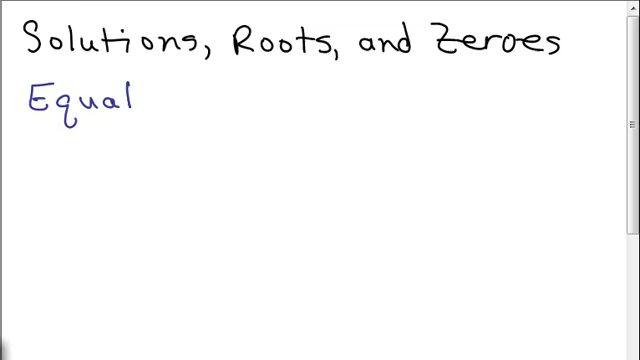 Solutions, Roots, and Zeroes
Equal